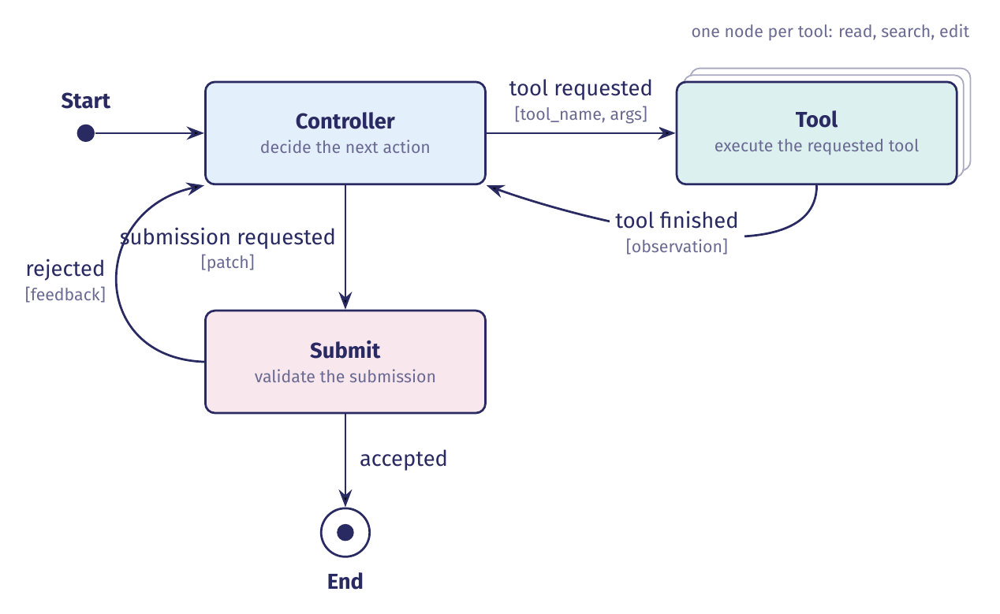 one node per tool: read, search, edit
Start
Controller
decide the next action
tool requested
[tool_name, args]
Tool
execute the requested tool
tool finished
[observation]
submission requested
[patch]
rejected
[feedback]
Submit
validate the submission
accepted
End